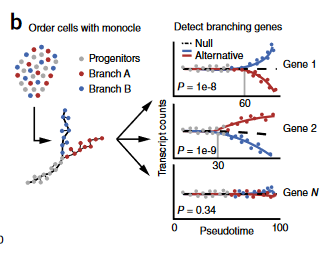 b
Order cells with monocle
Progenitors
Branch A
Branch B
Detect branching genes
Null
Alternative
P = 1e-8
Gene 1
60
Gene 2
P = 1e-9
30
P = 0.34
Gene N
Transcript counts
0
100
Pseudotime